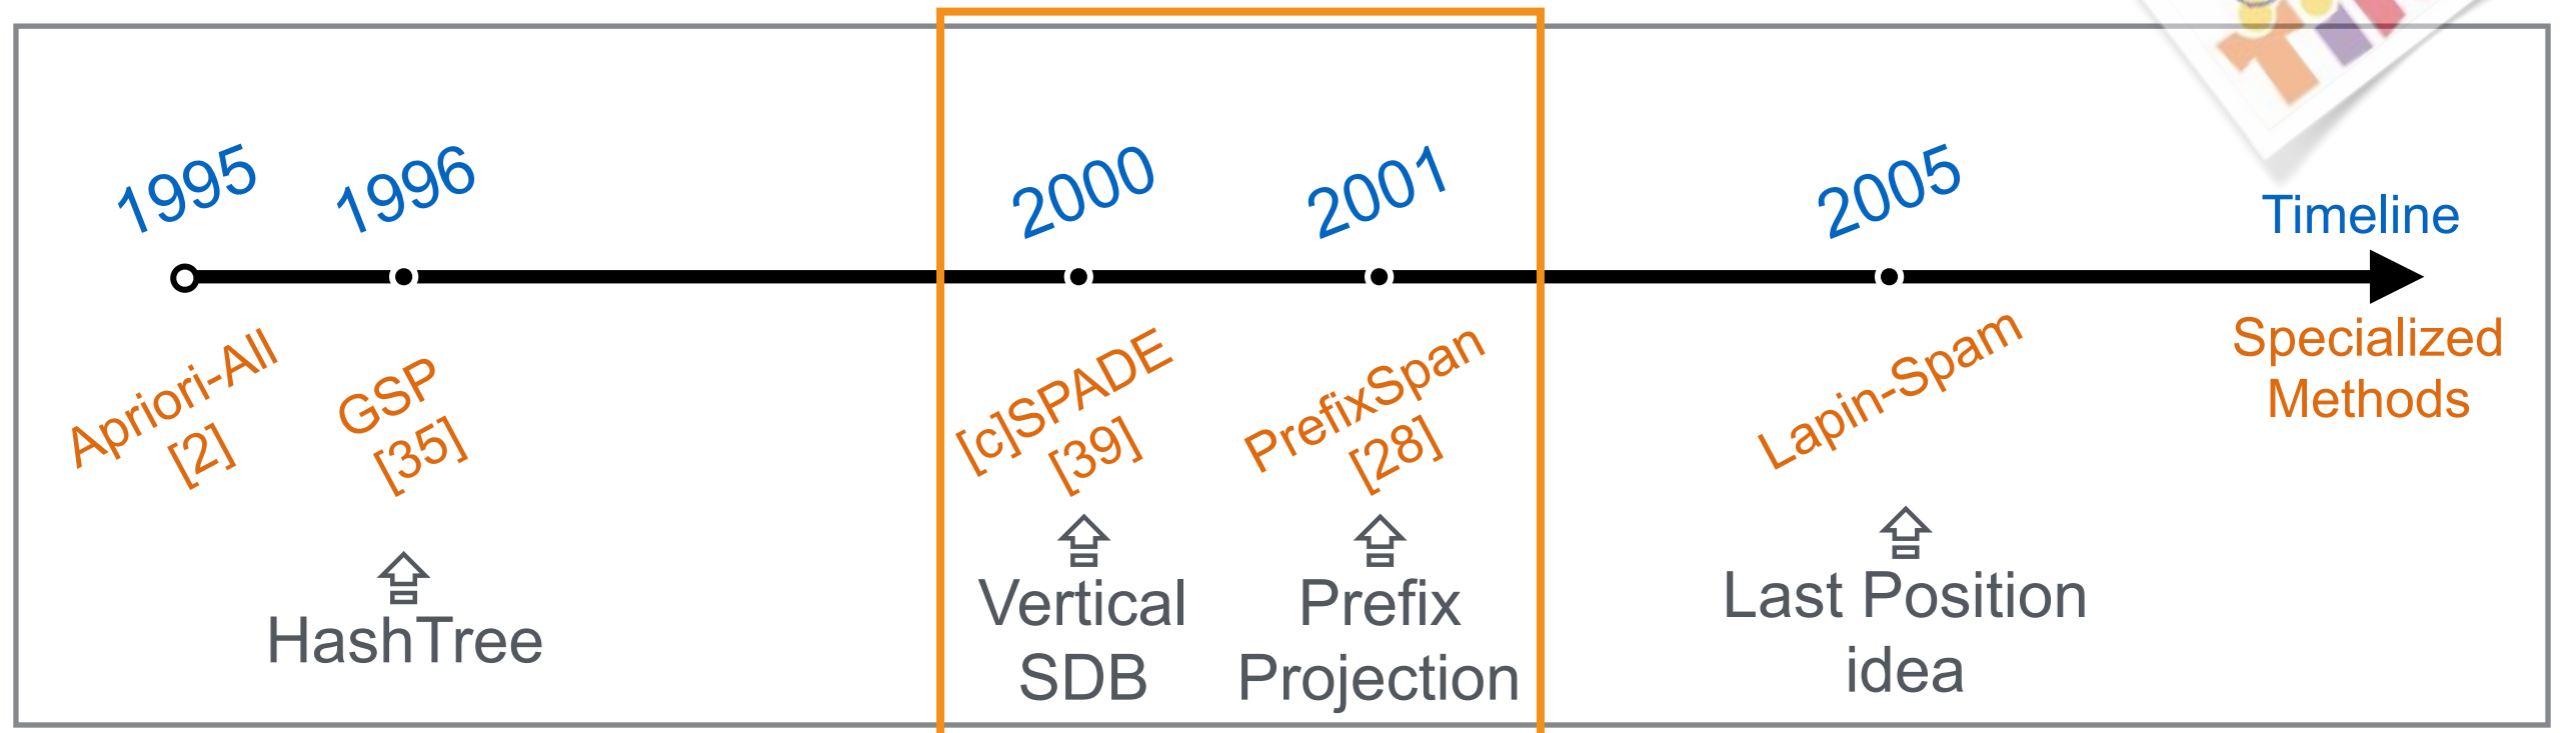 1995
1996
2000
2001
2005
Timeline
Apriori-All
[2]
GSP
[35]
[c]SPADE
[39]
PrefixSpan
[28]
Lapin-Spam
Specialized
Methods
HashTree
Vertical
SDB
Prefix
Projection
Last Position
idea